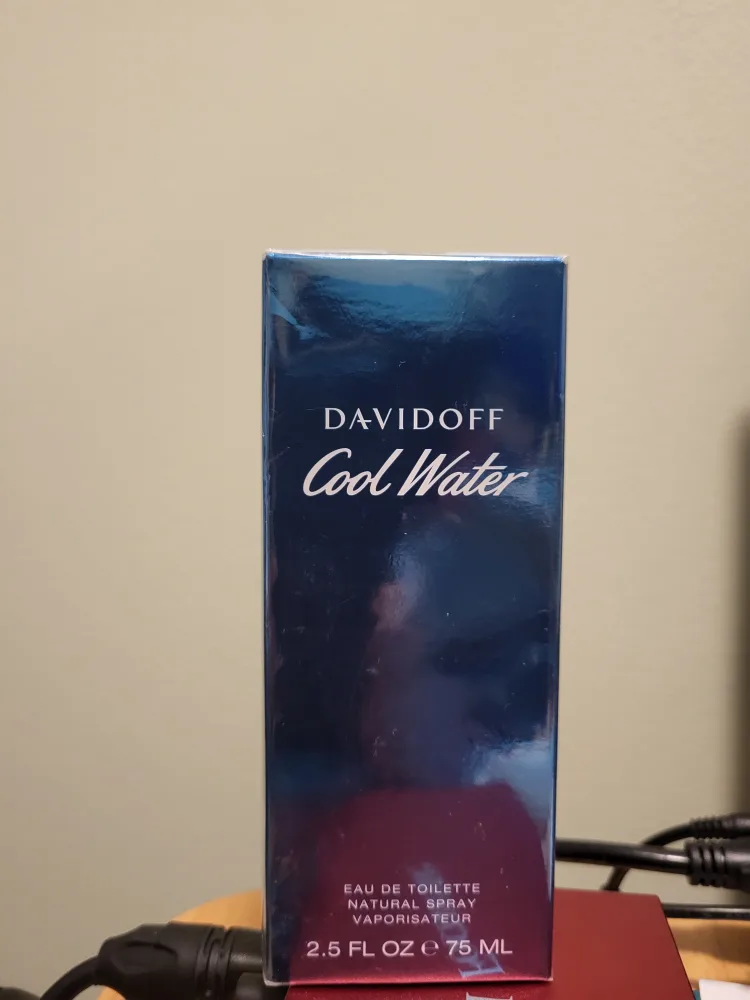 DAVIDOFF
Cool Water
EAU DE TOILETTE
NATURAL SPRAY
VAPORISATEUR
2.5 FL OZ ℮ 75 ML